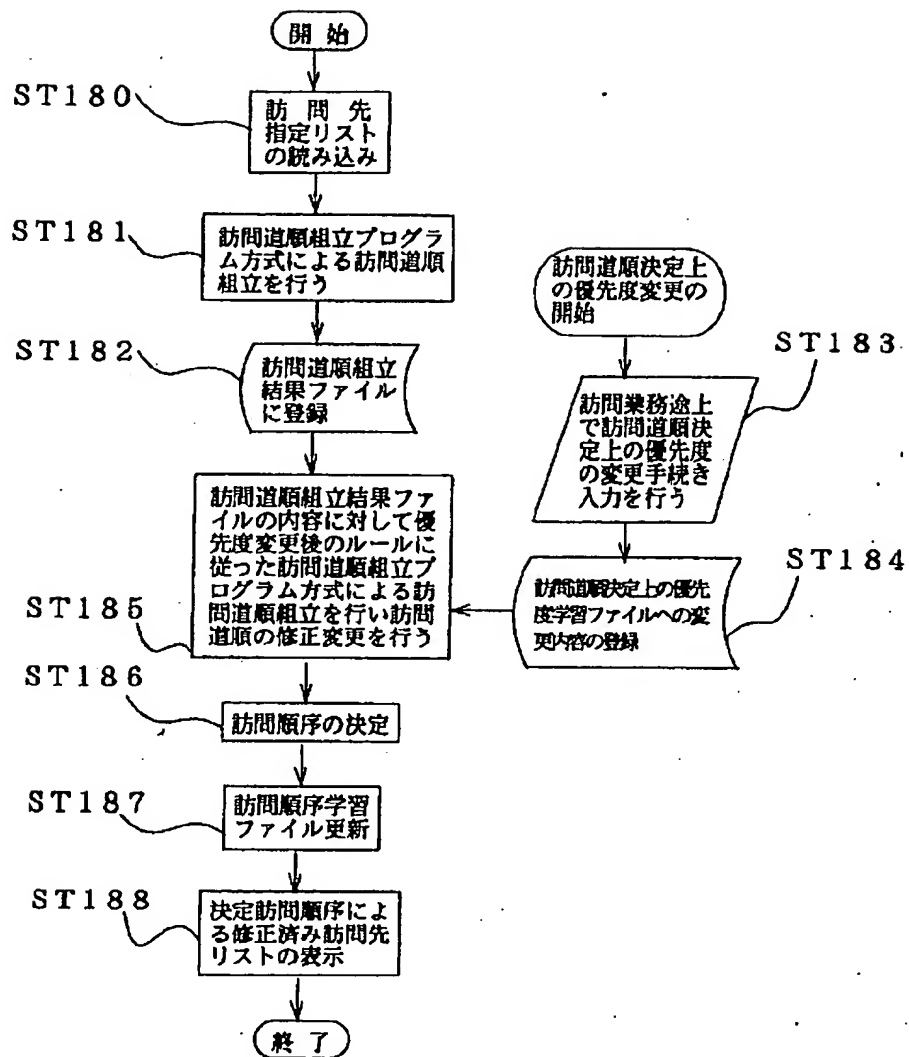 開 始
ST180
訪 問 先
指定リスト
の読み込み
ST181
訪問道順組立プログラ
ム方式による訪問道順
組立を行う
ST182
訪問道順組立
結果ファイル
に登録
訪問道順決定上
の優先度変更の
開始
ST183
訪問業務途上
で訪問道順決
定上の優先度
の変更手続き
入力を行う
ST184
訪問道順決定上の優先
度学習ファイルへの変
更内容の登録
ST185
訪問道順組立結果ファ
イルの内容に対して優
先度変更後のルールに
従った訪問道順組立プ
ログラム方式による訪
問道順組立を行い訪問
道順の修正変更を行う
ST186
訪問順序の決定
ST187
訪問順序学習
ファイル更新
ST188
決定訪問順序によ
る修正済み訪問先
リストの表示
終 了